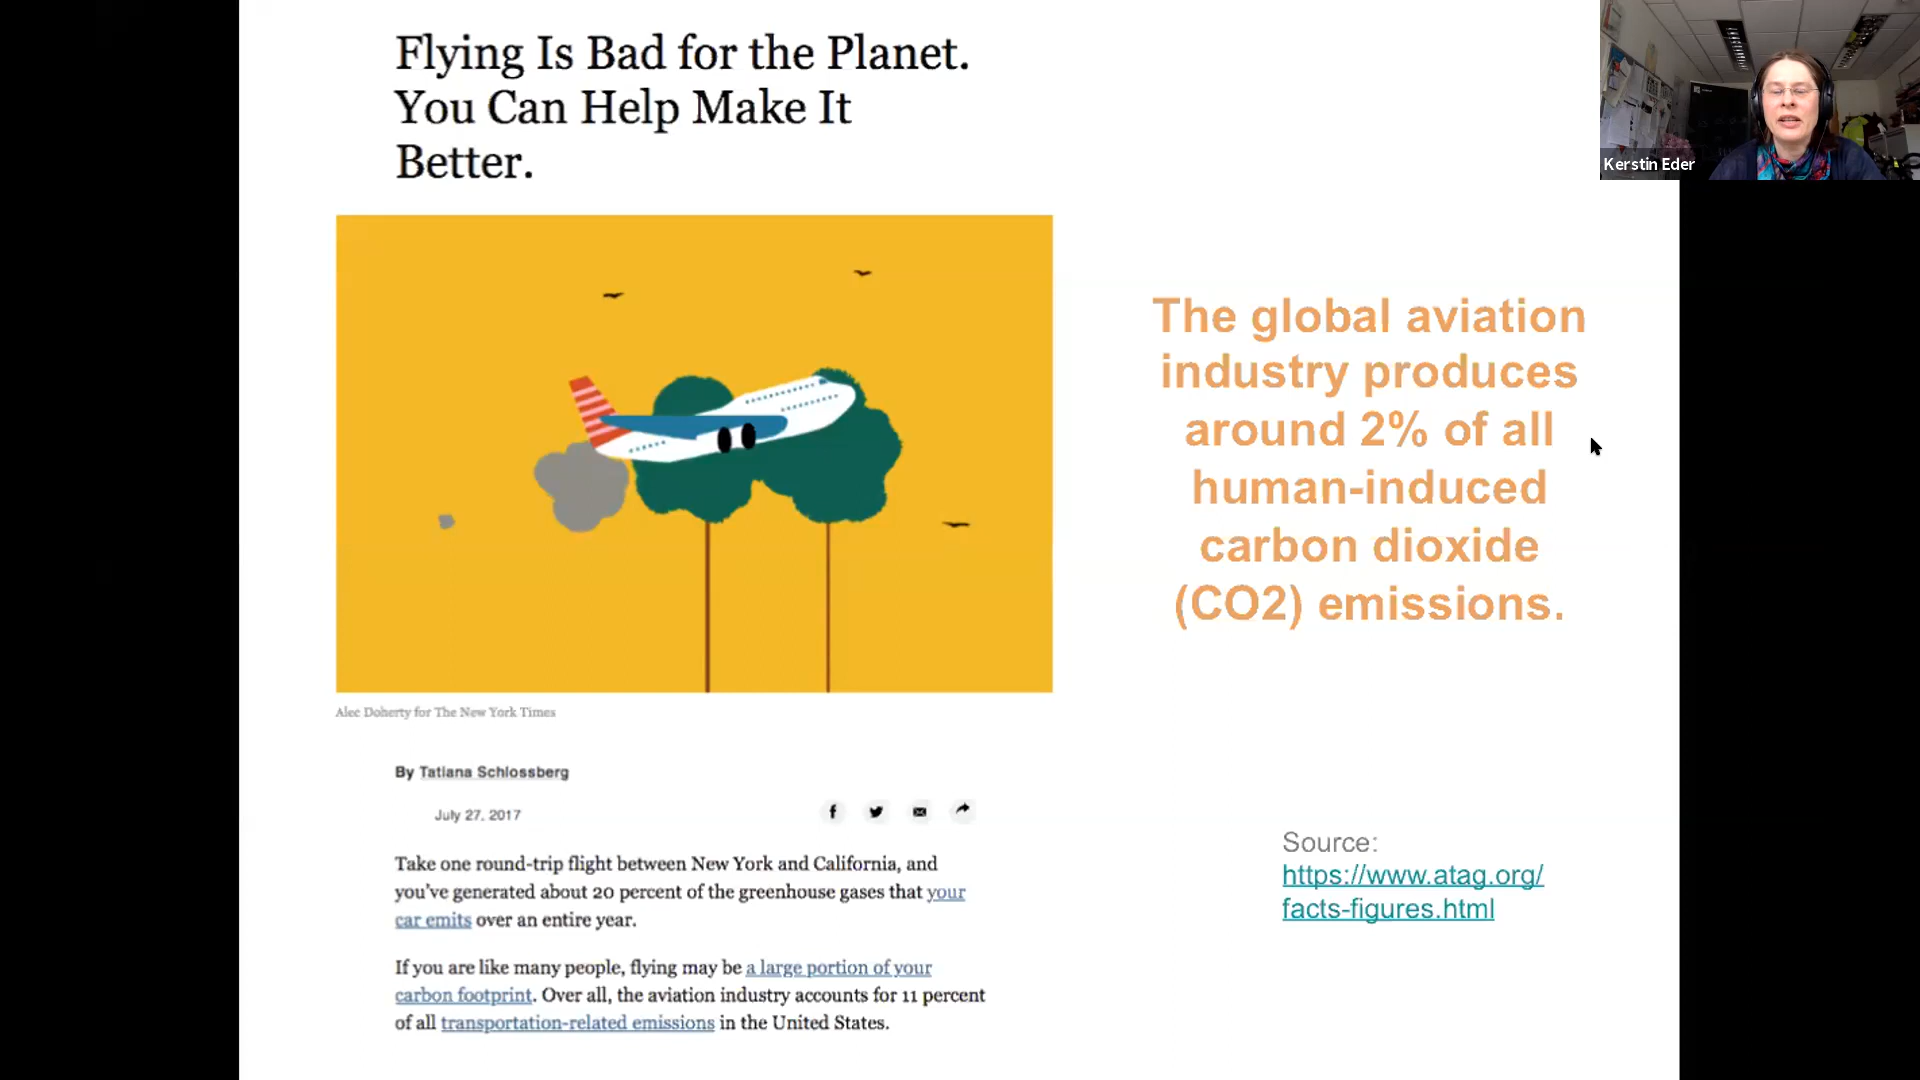 Flying Is Bad for the Planet.
You Can Help Make It
Better.
Alec Doherty for The New York Times
By Tatiana Schlossberg
July 27, 2017
Take one round-trip flight between New York and California, and
you've generated about 20 percent of the greenhouse gases that your
car emits over an entire year.
If you are like many people, flying may be a large portion of your
carbon footprint. Over all, the aviation industry accounts for 11 percent
of all transportation-related emissions in the United States.
The global aviation
industry produces
around 2% of all
human-induced
carbon dioxide
(CO2) emissions.
Source:
https://www.atag.org/
facts-figures.html
Kerstin Eder